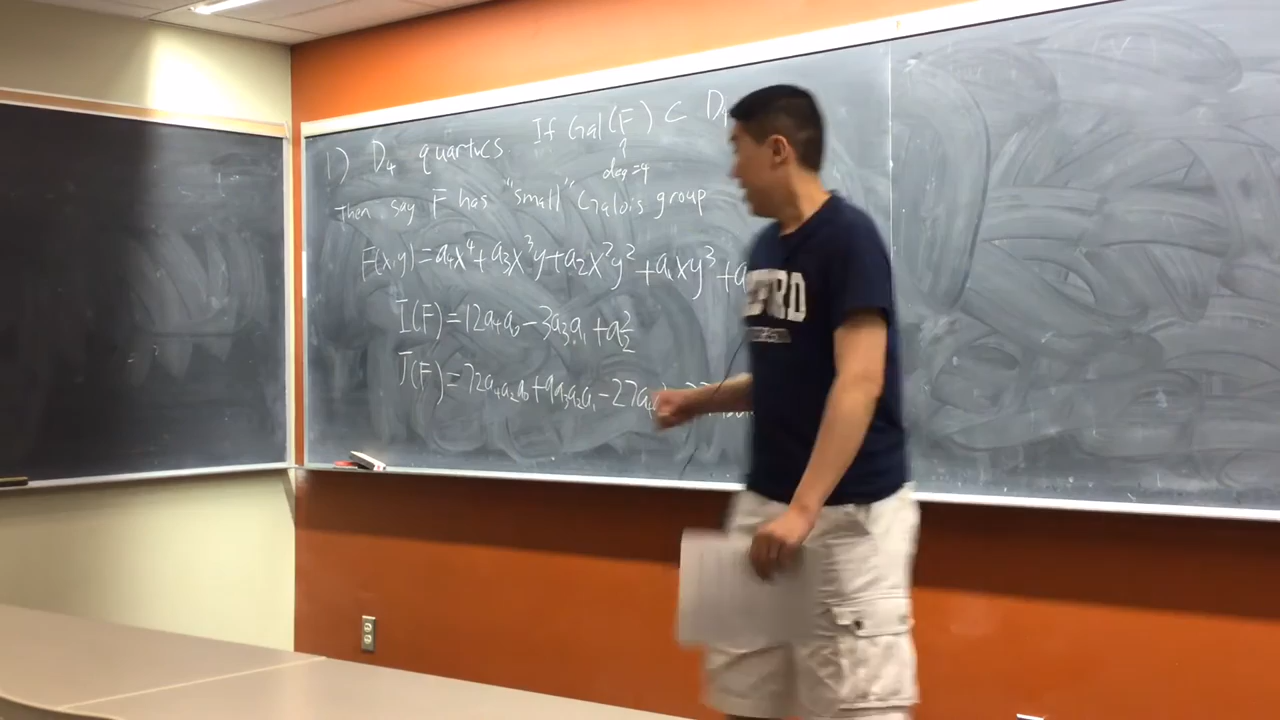 1) D₄ quartics. If Gal(F) ⊂ D₄
↑
deg=4
Then, say F has "small" Galois group
F(x,y)=a₄x⁴+a₃x³y+a₂x²y²+a₁xy³+a
I(F)=12a₄a₀-3a₃a₁+a₂²
J(F)=72a₄a₂a₀+9a₃a₂a₁-27a₄